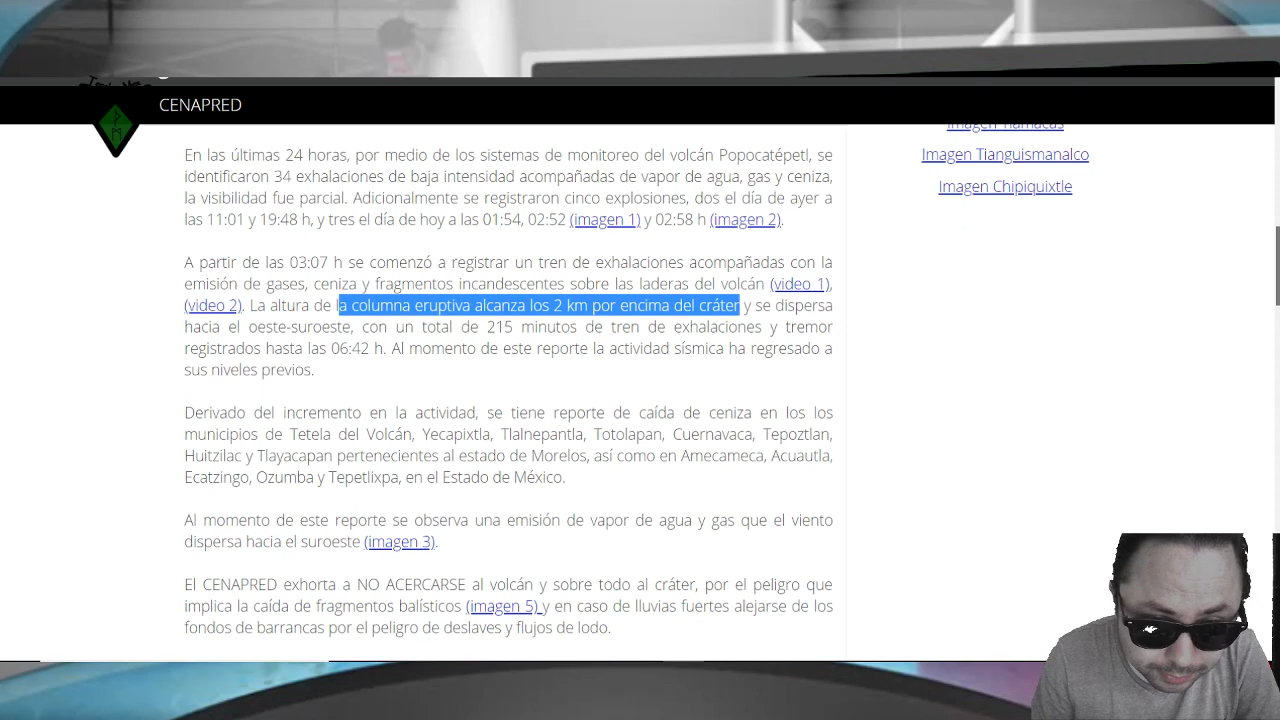 CENAPRED
Imagen Tlamacas
Imagen Tianguismanalco
Imagen Chipiquixtle
En las últimas 24 horas, por medio de los sistemas de monitoreo del volcán Popocatépetl, se
identificaron 34 exhalaciones de baja intensidad acompañadas de vapor de agua, gas y ceniza,
la visibilidad fue parcial. Adicionalmente se registraron cinco explosiones, dos el día de ayer a
las 11:01 y 19:48 h, y tres el día de hoy a las 01:54, 02:52 (imagen 1) y 02:58 h (imagen 2).
A partir de las 03:07 h se comenzó a registrar un tren de exhalaciones acompañadas con la
emisión de gases, ceniza y fragmentos incandescentes sobre las laderas del volcán (video 1),
(video 2). La altura de la columna eruptiva alcanza los 2 km por encima del cráter y se dispersa
hacia el oeste-suroeste, con un total de 215 minutos de tren de exhalaciones y tremor
registrados hasta las 06:42 h. Al momento de este reporte la actividad sísmica ha regresado a
sus niveles previos.
Derivado del incremento en la actividad, se tiene reporte de caída de ceniza en los los
municipios de Tetela del Volcán, Yecapixtla, Tlalnepantla, Totolapan, Cuernavaca, Tepoztlan,
Huitzilac y Tlayacapan pertenecientes al estado de Morelos, así como en Amecameca, Acuautla,
Ecatzingo, Ozumba y Tepetlixpa, en el Estado de México.
Al momento de este reporte se observa una emisión de vapor de agua y gas que el viento
dispersa hacia el suroeste (imagen 3).
El CENAPRED exhorta a NO ACERCARSE al volcán y sobre todo al cráter, por el peligro que
implica la caída de fragmentos balísticos (imagen 5) y en caso de lluvias fuertes alejarse de los
fondos de barrancas por el peligro de deslaves y flujos de lodo.